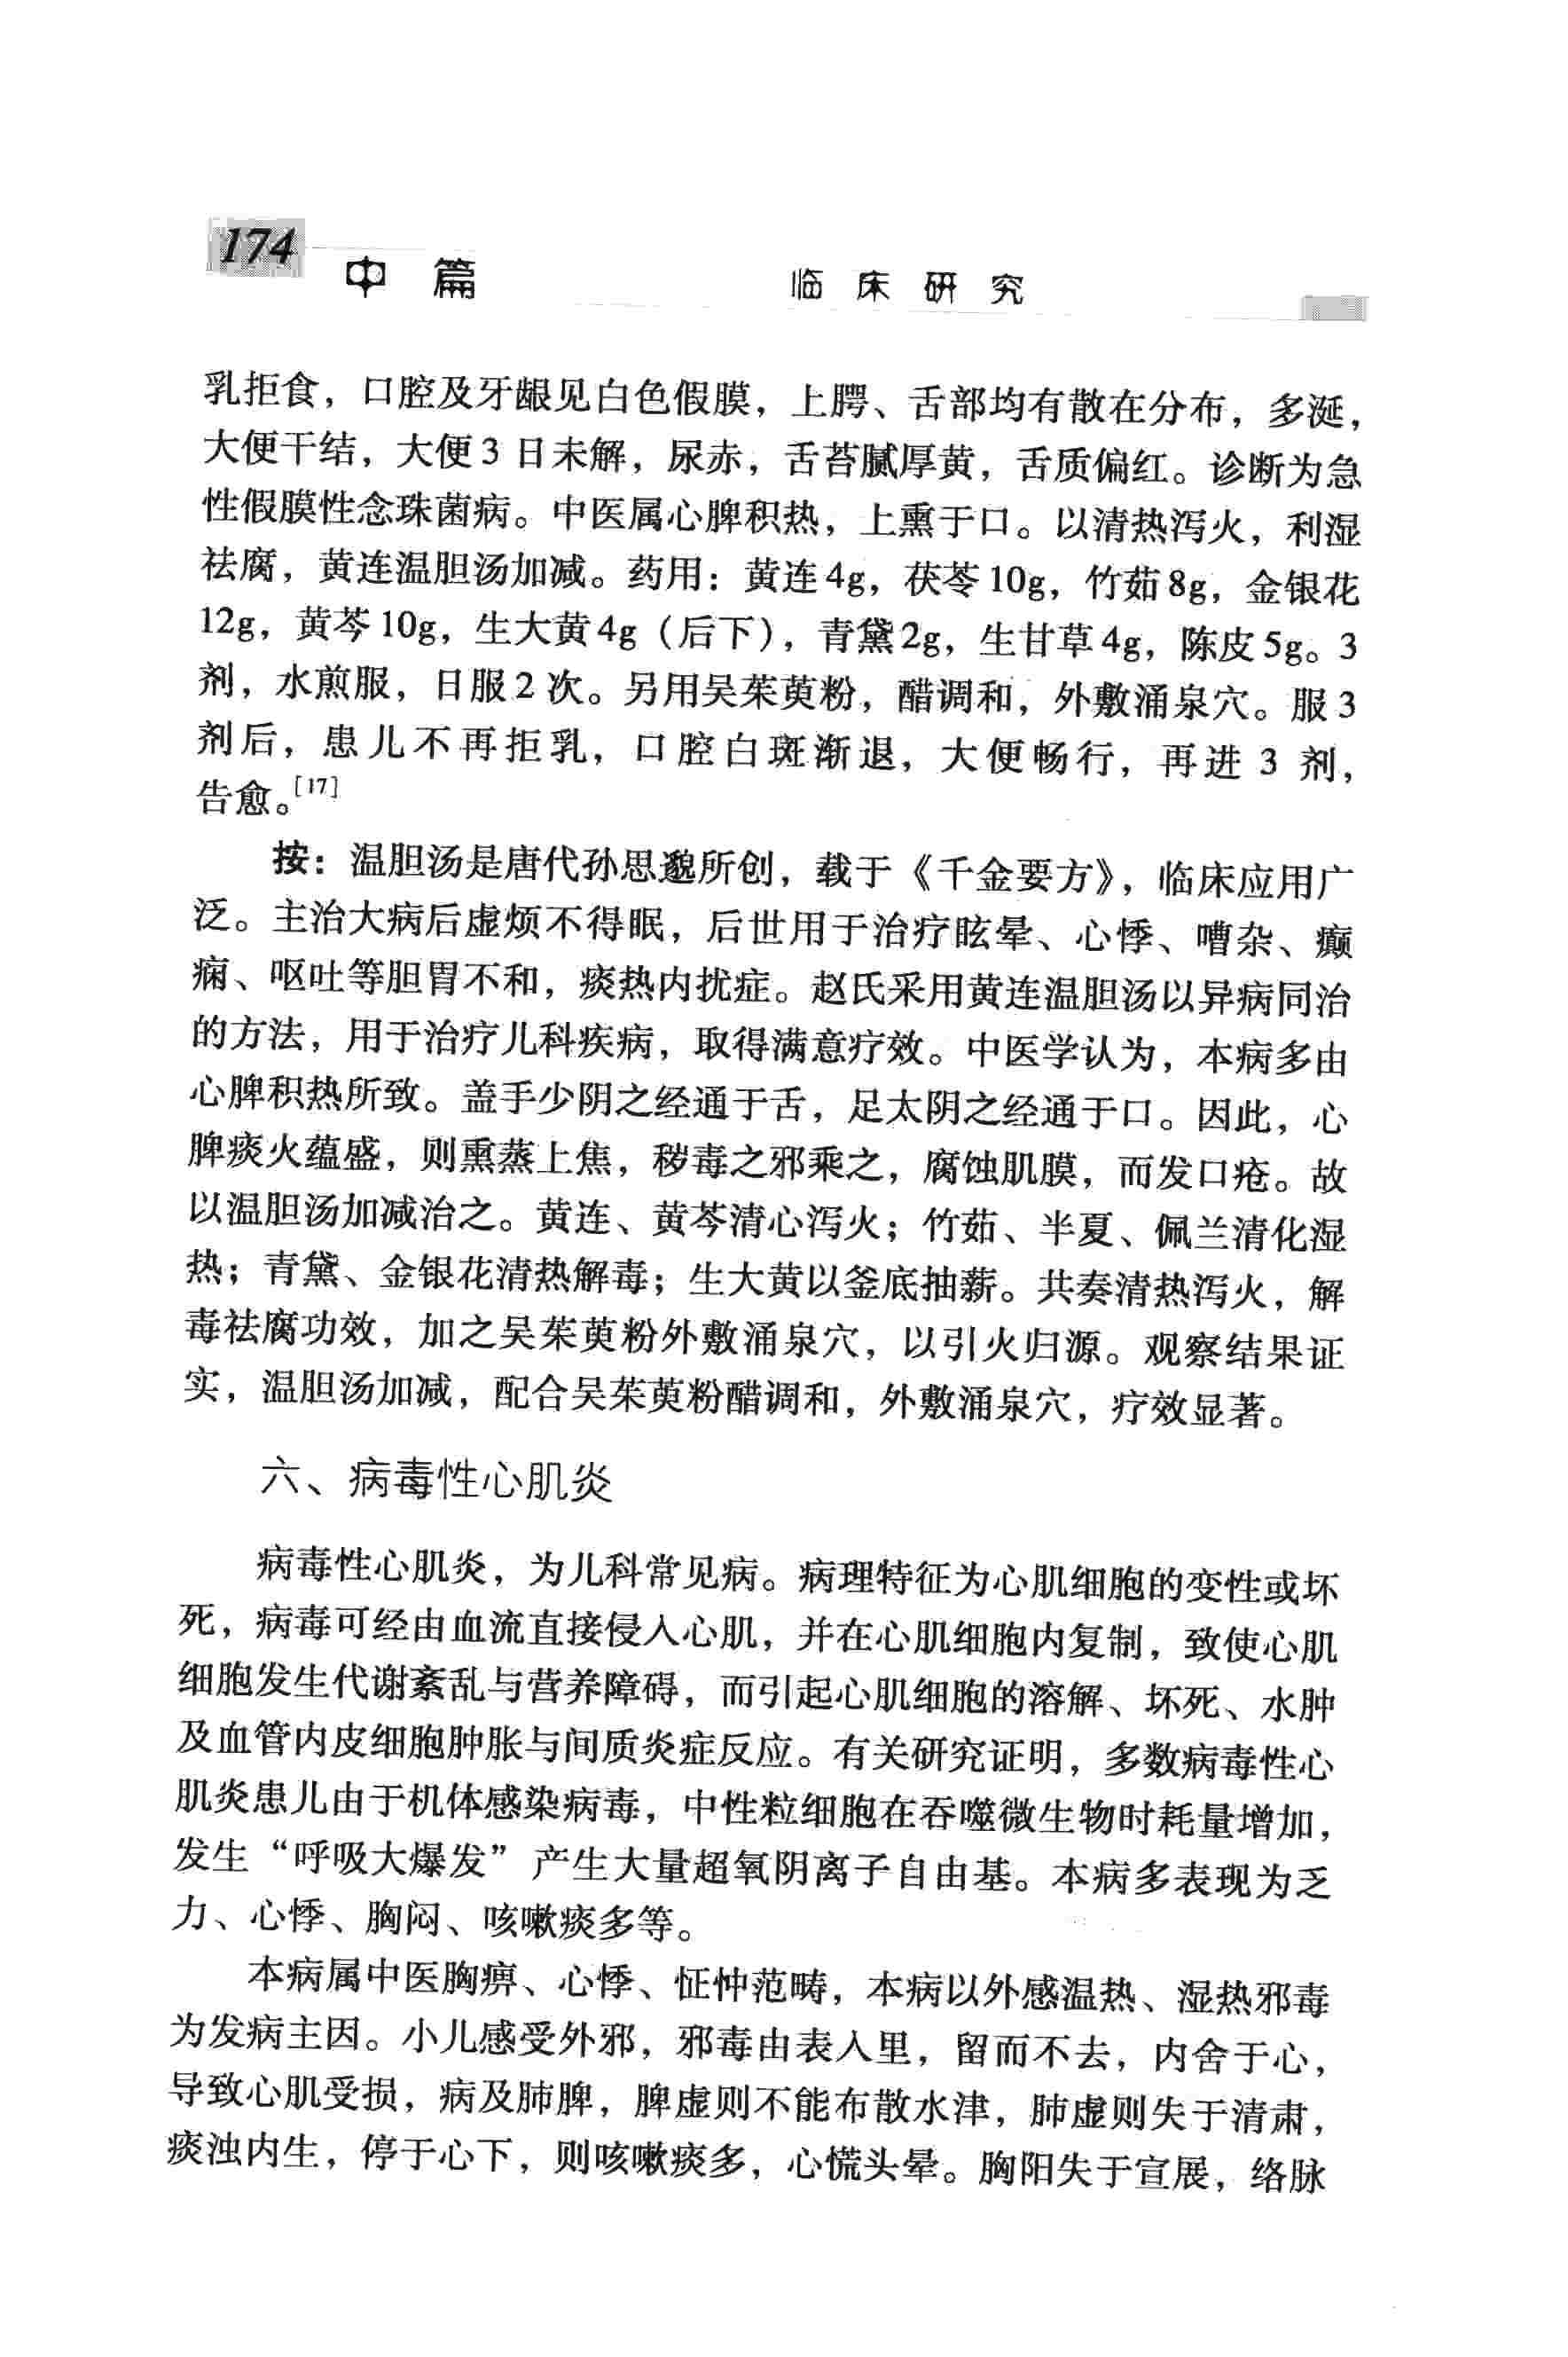 174
中 篇 临 床 研 究
乳拒食，口腔及牙龈见白色假膜，上腭、舌部均有散在分布，多涎，
大便干结，大便3日未解，尿赤，舌苔腻厚黄，舌质偏红。诊断为急
性假膜性念珠菌病。中医属心脾积热，上熏于口。以清热泻火，利湿
祛腐，黄连温胆汤加减。药用：黄连4g，茯苓10g，竹茹8g，金银花
12g，黄芩10g，生大黄4g（后下），青黛2g，生甘草4g，陈皮5g。3
剂，水煎服，日服2次。另用吴茱萸粉，醋调和，外敷涌泉穴。服3
剂后，患儿不再拒乳，口腔白斑渐退，大便畅行，再进3剂，
告愈。[17]
按：温胆汤是唐代孙思邈所创，载于《千金要方》，临床应用广
泛。主治大病后虚烦不得眠，后世用于治疗眩晕、心悸、嘈杂、癫
痫、呕吐等胆胃不和，痰热内扰症。赵氏采用黄连温胆汤以异病同治
的方法，用于治疗儿科疾病，取得满意疗效。中医学认为，本病多由
心脾积热所致。盖手少阴之经通于舌，足太阴之经通于口。因此，心
脾痰火蕴盛，则熏蒸上焦，秽毒之邪乘之，腐蚀肌膜，而发口疮。故
以温胆汤加减治之。黄连、黄芩清心泻火；竹茹、半夏、佩兰清化湿
热；青黛、金银花清热解毒；生大黄以釜底抽薪。共奏清热泻火，解
毒祛腐功效，加之吴茱萸粉外敷涌泉穴，以引火归源。观察结果证
实，温胆汤加减，配合吴茱萸粉醋调和，外敷涌泉穴，疗效显著。
六、病毒性心肌炎
病毒性心肌炎，为儿科常见病。病理特征为心肌细胞的变性或坏
死，病毒可经由血流直接侵入心肌，并在心肌细胞内复制，致使心肌
细胞发生代谢紊乱与营养障碍，而引起心肌细胞的溶解、坏死、水肿
及血管内皮细胞肿胀与间质炎症反应。有关研究证明，多数病毒性心
肌炎患儿由于机体感染病毒，中性粒细胞在吞噬微生物时耗量增加，
发生“呼吸大爆发”产生大量超氧阴离子自由基。本病多表现为乏
力、心悸、胸闷、咳嗽痰多等。
本病属中医胸痹、心悸、怔忡范畴，本病以外感温热、湿热邪毒
为发病主因。小儿感受外邪，邪毒由表入里，留而不去，内舍于心，
导致心肌受损，病及肺脾，脾虚则不能布散水津，肺虚则失于清肃，
痰浊内生，停于心下，则咳嗽痰多，心慌头晕。胸阳失于宣展，络脉